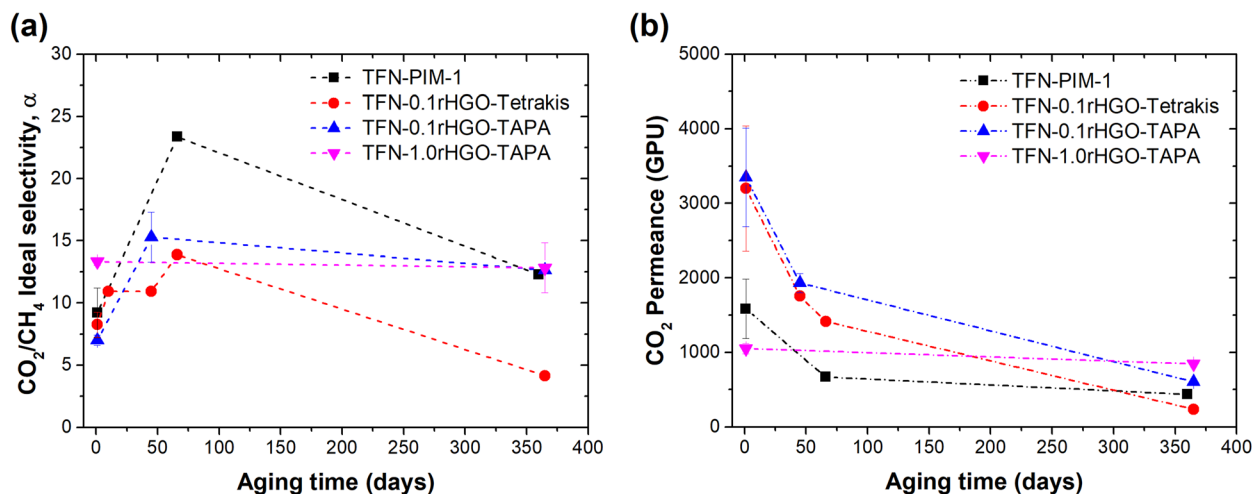 (a)
CO₂/CH₄ Ideal selectivity, α
30
25
20
15
10
5
0
TFN-PIM-1
TFN-0.1rHGO-Tetrakis
TFN-0.1rHGO-TAPA
TFN-1.0rHGO-TAPA
0 50 100 150 200 250 300 350 400
Aging time (days)
(b)
CO₂ Permeance (GPU)
5000
4000
3000
2000
1000
0
TFN-PIM-1
TFN-0.1rHGO-Tetrakis
TFN-0.1rHGO-TAPA
TFN-1.0rHGO-TAPA
0 50 100 150 200 250 300 350 400
Aging time (days)